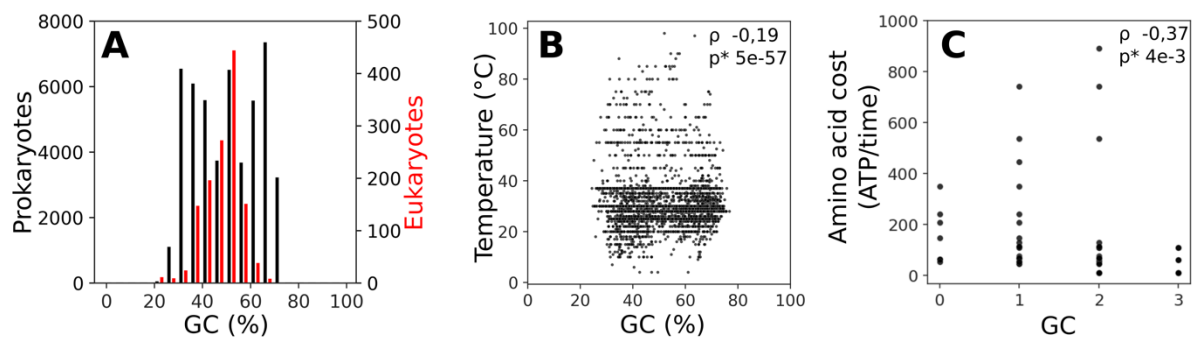 A
8000
6000
4000
2000
0
Prokaryotes
500
400
300
200
100
0
Eukaryotes
0 20 40 60 80 100
GC (%)
B
ρ -0,19
p* 5e-57
100
80
60
40
20
0
Temperature (°C)
0 20 40 60 80 100
GC (%)
C
ρ -0,37
p* 4e-3
1000
800
600
400
200
0
Amino acid cost
(ATP/time)
0 1 2 3
GC